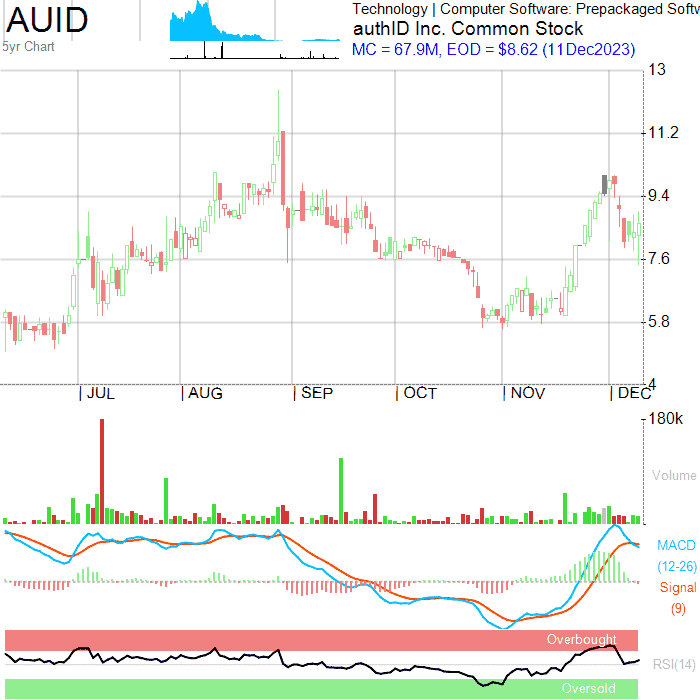 AUID
5yr Chart
Technology | Computer Software: Prepackaged Softw
authID Inc. Common Stock
MC = 67.9M, EOD = $8.62 (11Dec2023)
13
11.2
9.4
7.6
5.8
4
| JUL | AUG | SEP | OCT | NOV | DEC
180k
Volume
MACD
(12-26)
Signal
(9)
Overbought
RSI(14)
Oversold